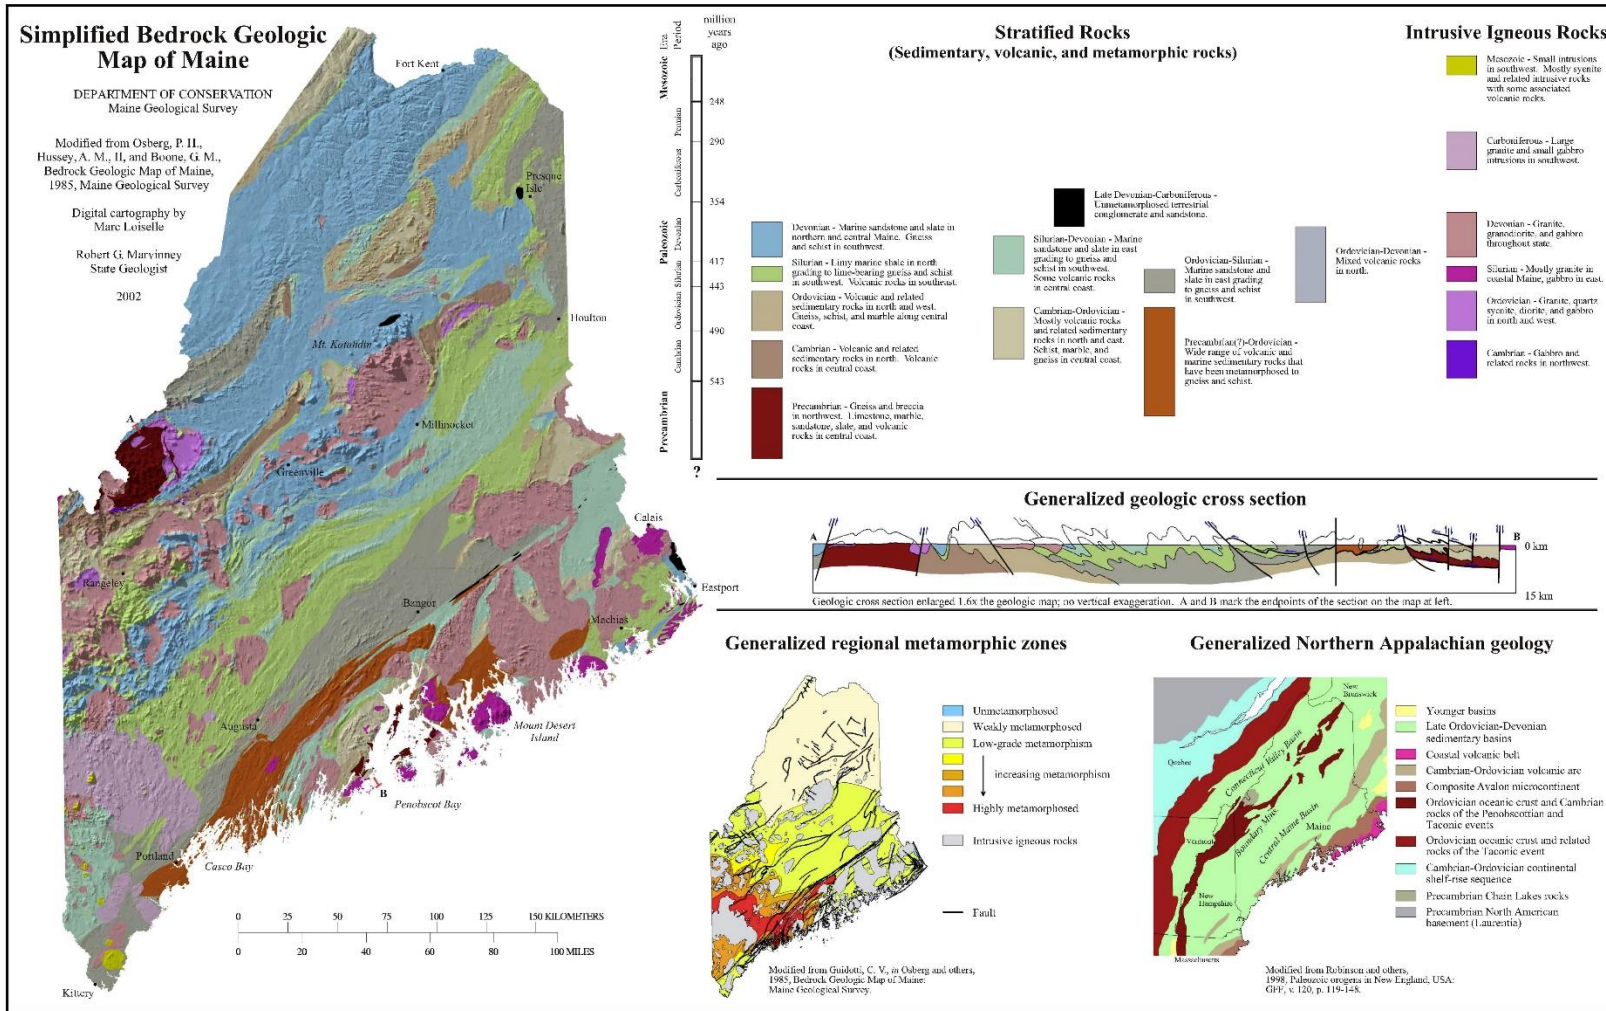 Simplified Bedrock Geologic
Map of Maine
DEPARTMENT OF CONSERVATION
Maine Geological Survey
Modified from Osberg, P. H.,
Hussey, A. M., II, and Boone, G. M.,
Bedrock Geologic Map of Maine,
1985, Maine Geological Survey
Digital cartography by
Marc Loiselle
Robert G. Marvinney
State Geologist
2002
Fort Kent
Presque
Isle
Houlton
Mt. Katahdin
Millinocket
Greenville
A
Calais
Rangeley
Bangor
Eastport
Machias
Augusta
Mount Desert
Island
B
Penobscot Bay
Portland
Casco Bay
Kittery
0 25 50 75 100 125 150 KILOMETERS
0 20 40 60 80 100 MILES
Era
Period
million
years
ago
Mesozoic
Paleozoic
Precambrian
Permian
Carboniferous
Devonian
Silurian
Ordovician
Cambrian
248
290
354
417
443
490
543
?
Stratified Rocks
(Sedimentary, volcanic, and metamorphic rocks)
Devonian - Marine sandstone and slate in
northern and central Maine. Gneiss
and schist in southwest.
Silurian - Limy marine shale in north
grading to lime-bearing gneiss and schist
in southwest. Volcanic rocks in southeast.
Ordovician - Volcanic and related
sedimentary rocks in north and west.
Gneiss, schist, and marble along central
coast.
Cambrian - Volcanic and related
sedimentary rocks in north. Volcanic
rocks in central coast.
Precambrian - Gneiss and breccia
in northwest. Limestone, marble,
sandstone, slate, and volcanic
rocks in central coast.
Late Devonian-Carboniferous -
Unmetamorphosed terrestrial
conglomerate and sandstone.
Silurian-Devonian - Marine
sandstone and slate in east
grading to gneiss and
schist in southwest.
Some volcanic rocks
in central coast.
Cambrian-Ordovician -
Mostly volcanic rocks
and related sedimentary
rocks in north and east.
Schist, marble, and
gneiss in central coast.
Ordovician-Silurian -
Marine sandstone and
slate in east grading
to gneiss and schist
in southwest.
Precambrian(?)-Ordovician -
Wide range of volcanic and
marine sedimentary rocks that
have been metamorphosed to
gneiss and schist.
Ordovician-Devonian -
Mixed volcanic rocks
in north.
Intrusive Igneous Rocks
Mesozoic - Small intrusions
in southwest. Mostly syenite
and related intrusive rocks
with some associated
volcanic rocks.
Carboniferous - Large
granite and small gabbro
intrusions in southwest.
Devonian - Granite,
granodiorite, and gabbro
throughout state.
Silurian - Mostly granite in
coastal Maine, gabbro in east.
Ordovician - Granite, quartz
syenite, diorite, and gabbro
in north and west.
Cambrian - Gabbro and
related rocks in northwest.
Generalized geologic cross section
A
B
0 km
15 km
Geologic cross section enlarged 1.6x the geologic map; no vertical exaggeration. A and B mark the endpoints of the section on the map at left.
Generalized regional metamorphic zones
Unmetamorphosed
Weakly metamorphosed
Low-grade metamorphism
increasing metamorphism
Highly metamorphosed
Intrusive igneous rocks
Fault
Modified from Guidotti, C. V., in Osberg and others,
1985, Bedrock Geologic Map of Maine:
Maine Geological Survey.
Generalized Northern Appalachian geology
New
Brunswick
Quebec
Connecticut Valley Basin
Boundary Mtns.
Central Maine Basin
Maine
Vermont
New
Hampshire
Massachusetts
Younger basins
Late Ordovician-Devonian
sedimentary basins
Coastal volcanic belt
Cambrian-Ordovician volcanic arc
Composite Avalon microcontinent
Ordovician oceanic crust and Cambrian
rocks of the Penobscottian and
Taconic events
Ordovician oceanic crust and related
rocks of the Taconic event
Cambrian-Ordovician continental
shelf-rise sequence
Precambrian Chain Lakes rocks
Precambrian North American
basement (Laurentia)
Modified from Robinson and others,
1998, Paleozoic orogens in New England, USA:
GFF, v. 120, p. 119-148.